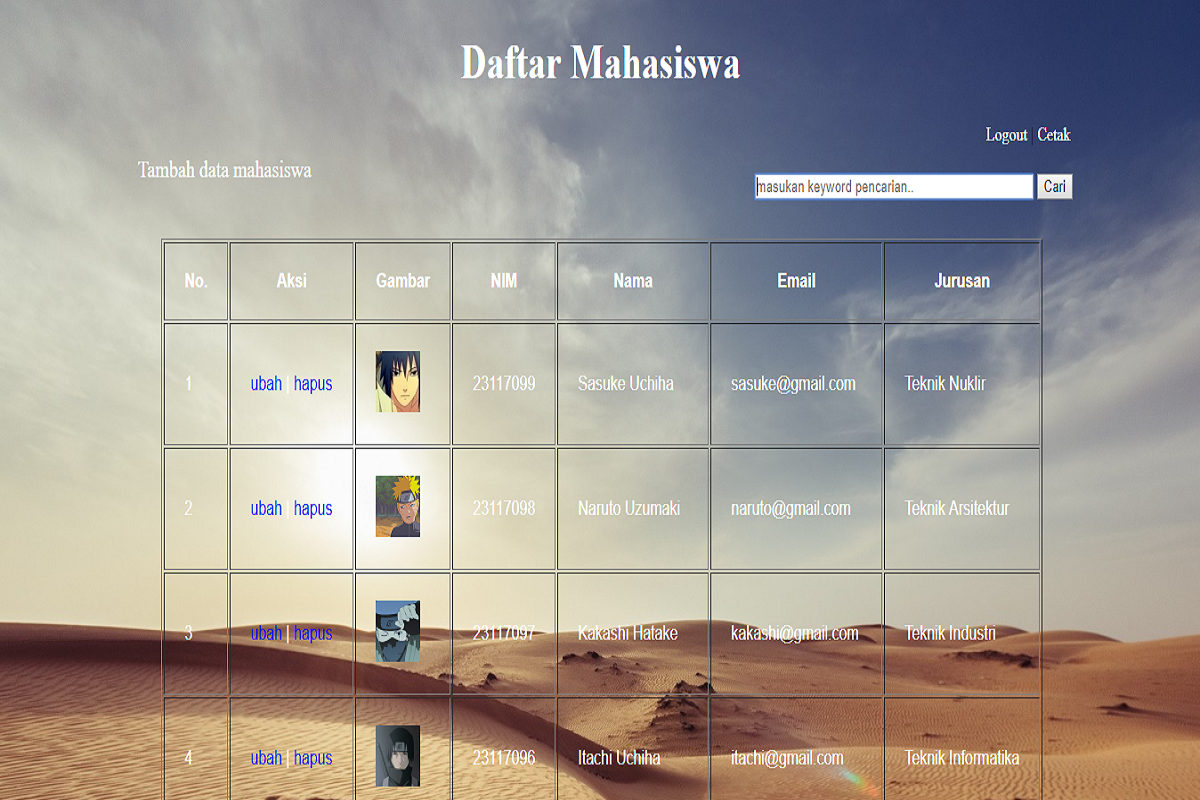 Daftar Mahasiswa
Logout | Cetak
Tambah data mahasiswa
masukan keyword pencarian.. Cari
No. Aksi Gambar NIM Nama Email Jurusan
1 ubah | hapus 23117099 Sasuke Uchiha sasuke@gmail.com Teknik Nuklir
2 ubah | hapus 23117098 Naruto Uzumaki naruto@gmail.com Teknik Arsitektur
3 ubah | hapus 23117097 Kakashi Hatake kakashi@gmail.com Teknik Industri
4 ubah | hapus 23117096 Itachi Uchiha itachi@gmail.com Teknik Informatika